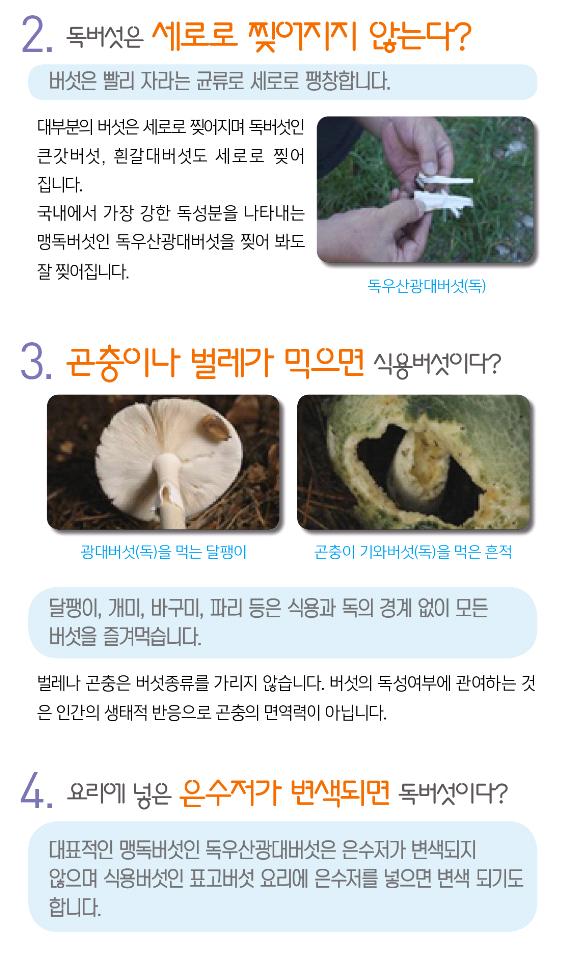 2. 독버섯은 세로로 찢어지지 않는다?
버섯은 빨리 자라는 균류로 세로로 팽창합니다.
대부분의 버섯은 세로로 찢어지며 독버섯인
큰갓버섯, 흰갈대버섯도 세로로 찢어
집니다.
국내에서 가장 강한 독성분을 나타내는
맹독버섯인 독우산광대버섯을 찢어 봐도
잘 찢어집니다.
독우산광대버섯(독)
3. 곤충이나 벌레가 먹으면 식용버섯이다?
광대버섯(독)을 먹는 달팽이
곤충이 기와버섯(독)을 먹은 흔적
달팽이, 개미, 바구미, 파리 등은 식용과 독의 경계 없이 모든
버섯을 즐겨먹습니다.
벌레나 곤충은 버섯종류를 가리지 않습니다. 버섯의 독성여부에 관여하는 것
은 인간의 생태적 반응으로 곤충의 면역력이 아닙니다.
4. 요리에 넣은 은수저가 변색되면 독버섯이다?
대표적인 맹독버섯인 독우산광대버섯은 은수저가 변색되지
않으며 식용버섯인 표고버섯 요리에 은수저를 넣으면 변색 되기도
합니다.